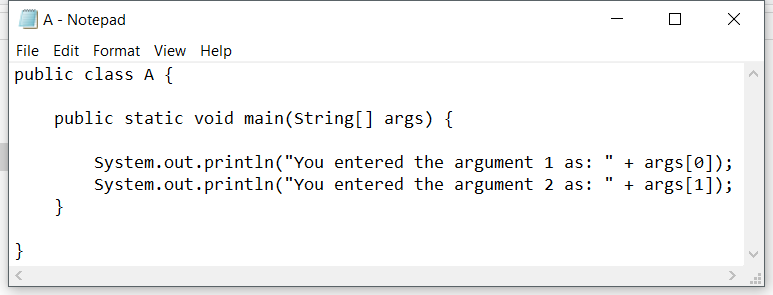 A - Notepad
File Edit Format View Help
public class A {
public static void main(String[] args) {
System.out.println("You entered the argument 1 as: " + args[0]);
System.out.println("You entered the argument 2 as: " + args[1]);
}
}